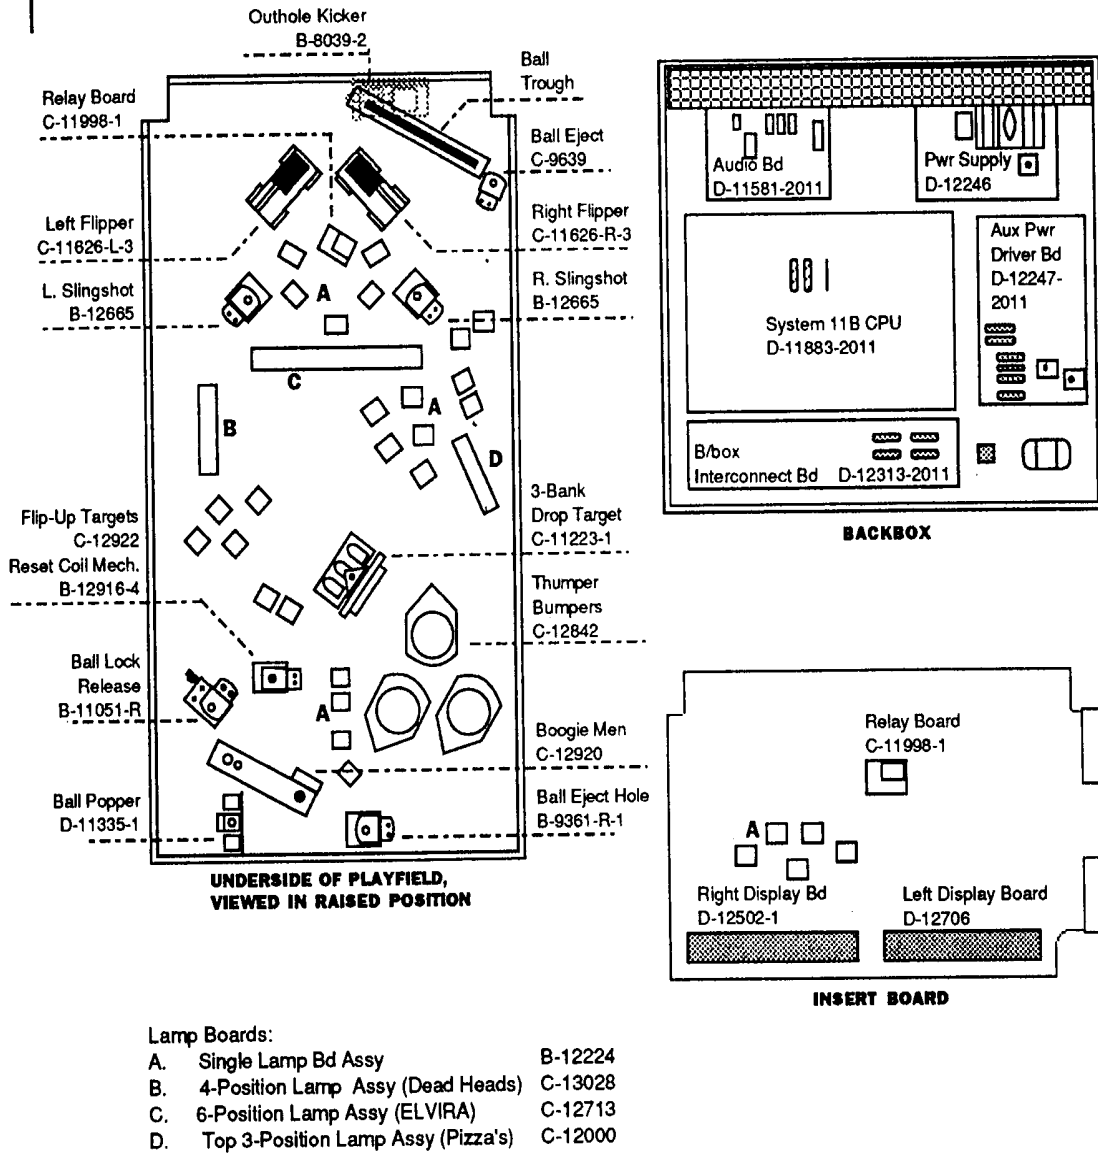 Outhole Kicker
B-8039-2
Relay Board
C-11998-1
Ball
Trough
Ball Eject
C-9639
Left Flipper
C-11626-L-3
Right Flipper
C-11626-R-3
L. Slingshot
B-12665
R. Slingshot
B-12665
A
C
B
A
D
Flip-Up Targets
C-12922
Reset Coil Mech.
B-12916-4
3-Bank
Drop Target
C-11223-1
Thumper
Bumpers
C-12842
Ball Lock
Release
B-11051-R
A
Boogie Men
C-12920
Ball Popper
D-11335-1
Ball Eject Hole
B-9361-R-1
UNDERSIDE OF PLAYFIELD,
VIEWED IN RAISED POSITION
Audio Bd
D-11581-2011
Pwr Supply
D-12246
Aux Pwr
Driver Bd
D-12247-
2011
System 11B CPU
D-11883-2011
B/box
Interconnect Bd D-12313-2011
BACKBOX
Relay Board
C-11998-1
A
Right Display Bd
D-12502-1
Left Display Board
D-12706
INSERT BOARD
Lamp Boards:
A. Single Lamp Bd Assy B-12224
B. 4-Position Lamp Assy (Dead Heads) C-13028
C. 6-Position Lamp Assy (ELVIRA) C-12713
D. Top 3-Position Lamp Assy (Pizza's) C-12000